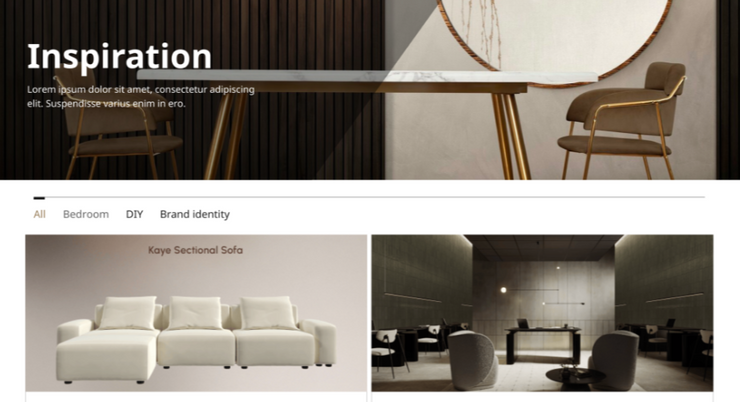 Inspiration
Lorem ipsum dolor sit amet, consectetur adipiscing
elit. Suspendisse varius enim in ero.
All Bedroom DIY Brand identity
Kaye Sectional Sofa